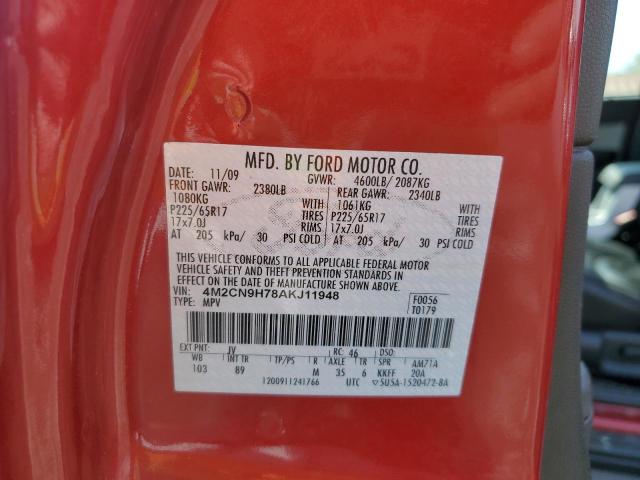 MFD. BY FORD MOTOR CO.
DATE: 11/09 GVWR: 4600LB/ 2087KG
FRONT GAWR: 2380LB REAR GAWR: 2340LB
1080KG WITH 1061KG WITH
P225/65R17 TIRES P225/65R17 TIRES
17x7.0J RIMS 17x7.0J RIMS
AT 205 kPa/ 30 PSI COLD AT 205 kPa/ 30 PSI COLD
THIS VEHICLE CONFORMS TO ALL APPLICABLE FEDERAL MOTOR
VEHICLE SAFETY AND THEFT PREVENTION STANDARDS IN
EFFECT ON THE DATE OF MANUFACTURE SHOWN ABOVE.
VIN: 4M2CN9H78AKJ11948 F0056
TYPE: MPV T0179
EXT PNT: JV RC: 46 DSO:
WB INT TR TP/PS R AXLE TR SPR AM71A
103 89 M 35 6 KKFF 20A
1200911241766 UTC 5U5A-1520472-8A